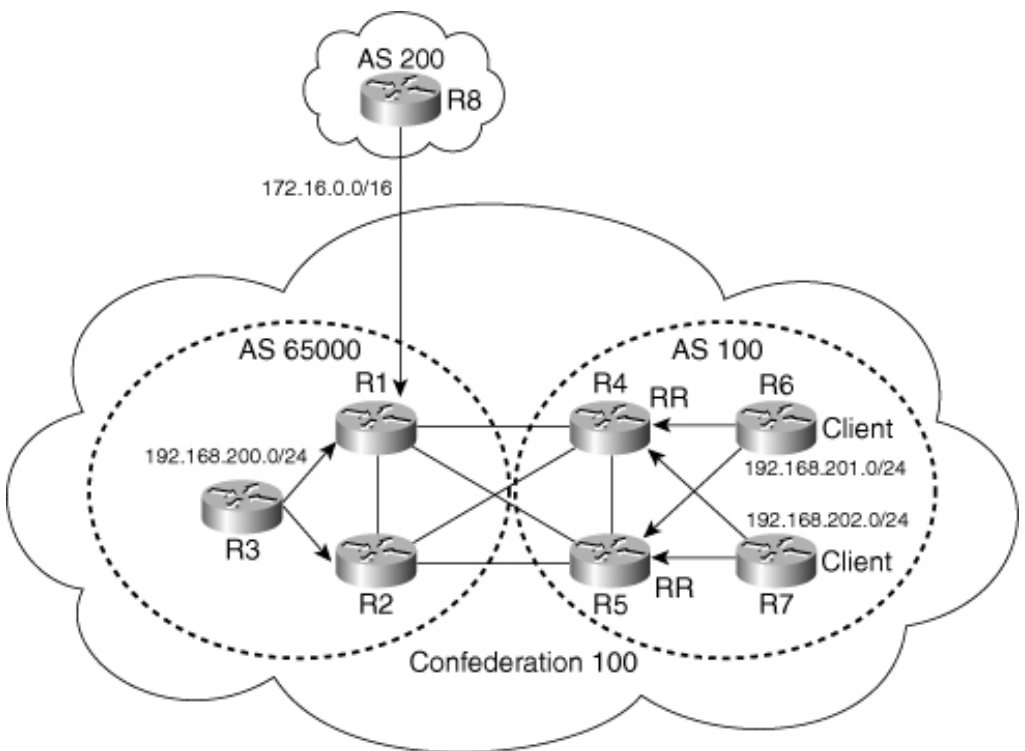 AS 200
R8
172.16.0.0/16
AS 65000
AS 100
R1
R4
RR
R6
Client
192.168.200.0/24
192.168.201.0/24
192.168.202.0/24
R3
Client
R2
R5
RR
R7
Confederation 100